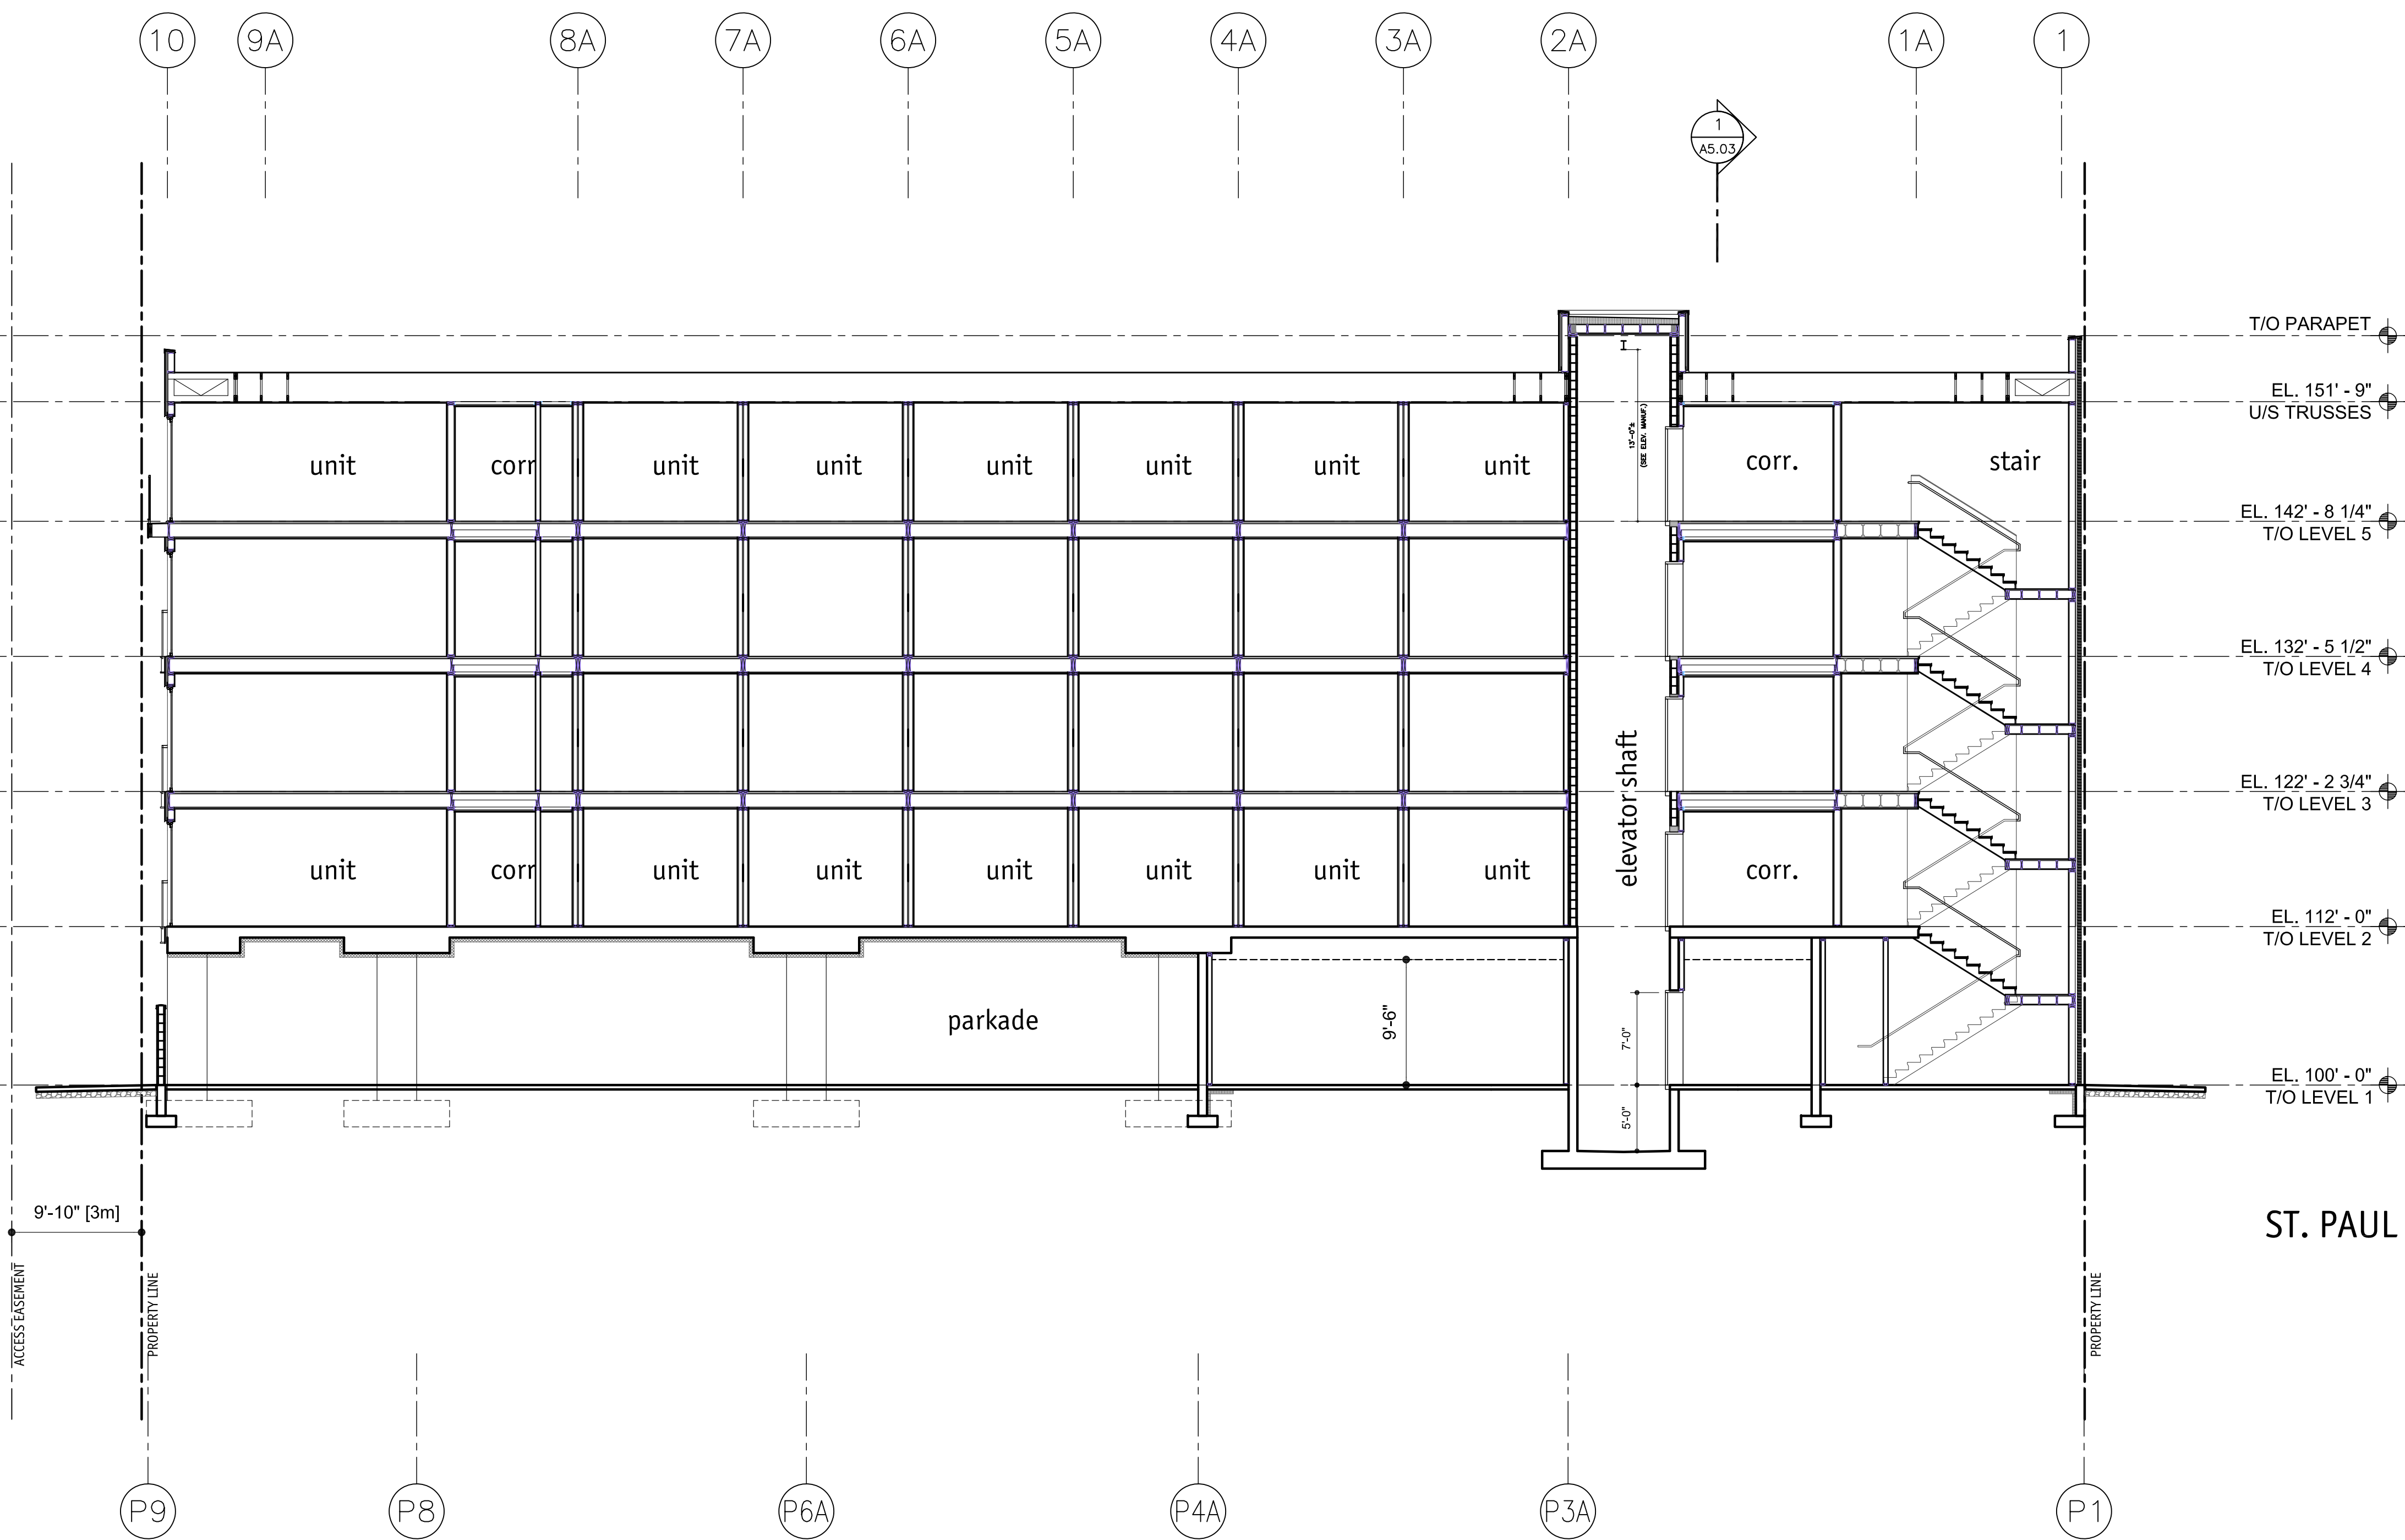 10 9A 8A 7A 6A 5A 4A 3A 2A 1A 1
1
A5.03
T/O PARAPET
EL. 151' - 9"
U/S TRUSSES
13'-0"±
(SEE ELEV. MANUF.)
unit corr unit unit unit unit unit unit corr. stair
EL. 142' - 8 1/4"
T/O LEVEL 5
EL. 132' - 5 1/2"
T/O LEVEL 4
EL. 122' - 2 3/4"
T/O LEVEL 3
elevator shaft
unit corr unit unit unit unit unit unit corr.
EL. 112' - 0"
T/O LEVEL 2
parkade
9'-6"
7'-0"
EL. 100' - 0"
T/O LEVEL 1
5'-0"
9'-10" [3m]
ST. PAUL
ACCESS EASEMENT
PROPERTY LINE
PROPERTY LINE
P9 P8 P6A P4A P3A P1